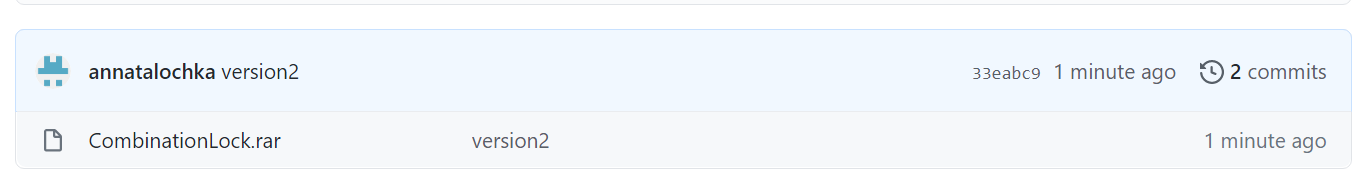 annatalochka version2 33eabc9 1 minute ago 2 commits
CombinationLock.rar version2 1 minute ago